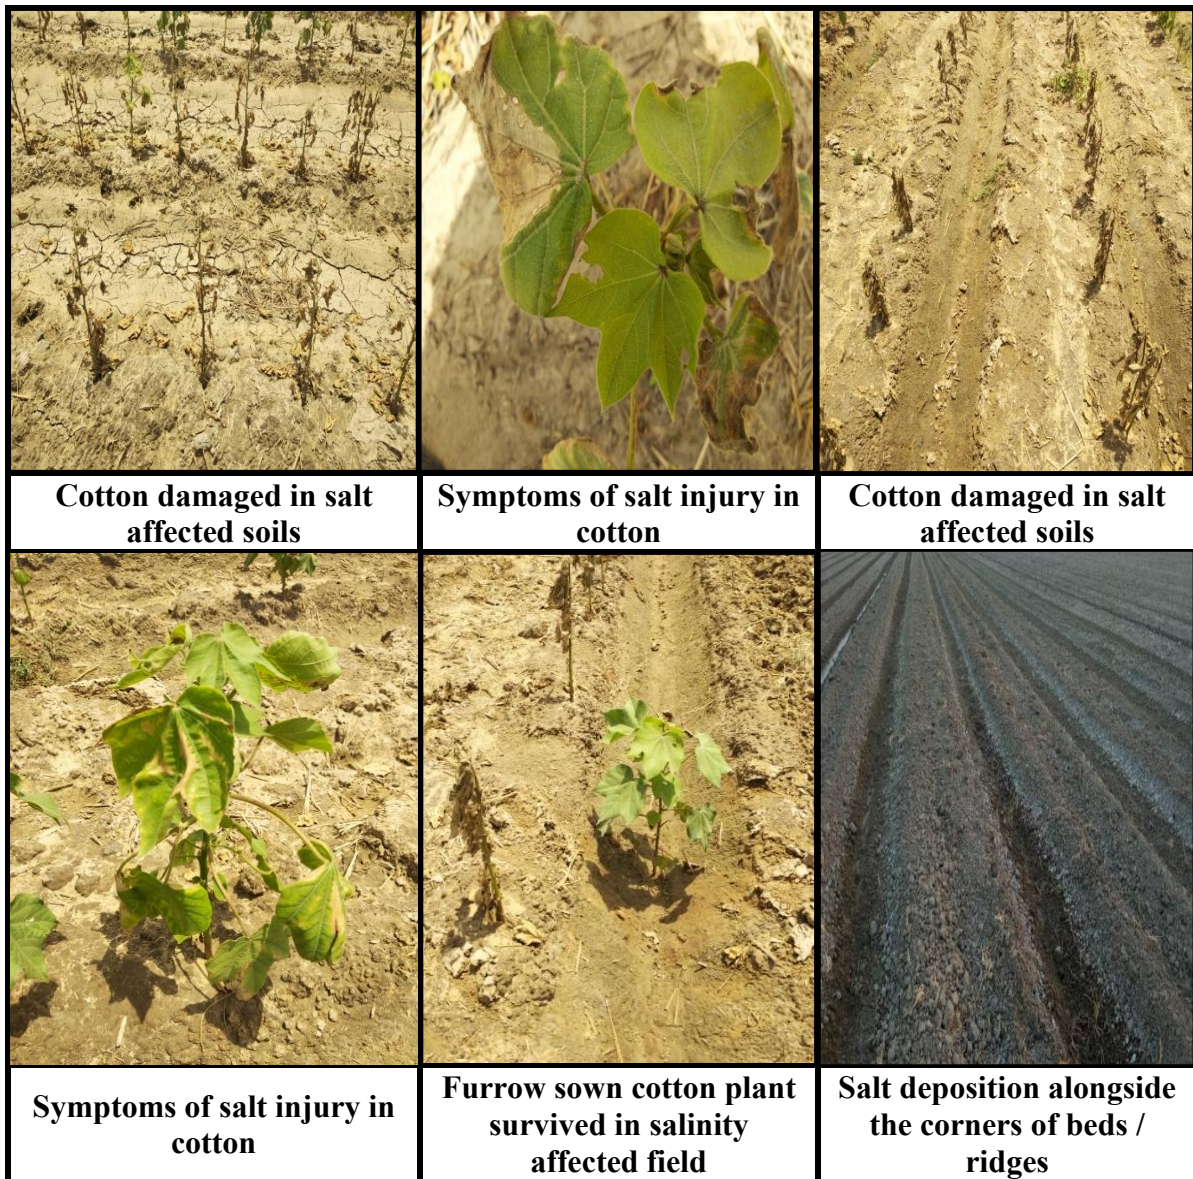 Cotton damaged in salt
affected soils
Symptoms of salt injury in
cotton
Cotton damaged in salt
affected soils
Symptoms of salt injury in
cotton
Furrow sown cotton plant
survived in salinity
affected field
Salt deposition alongside
the corners of beds /
ridges